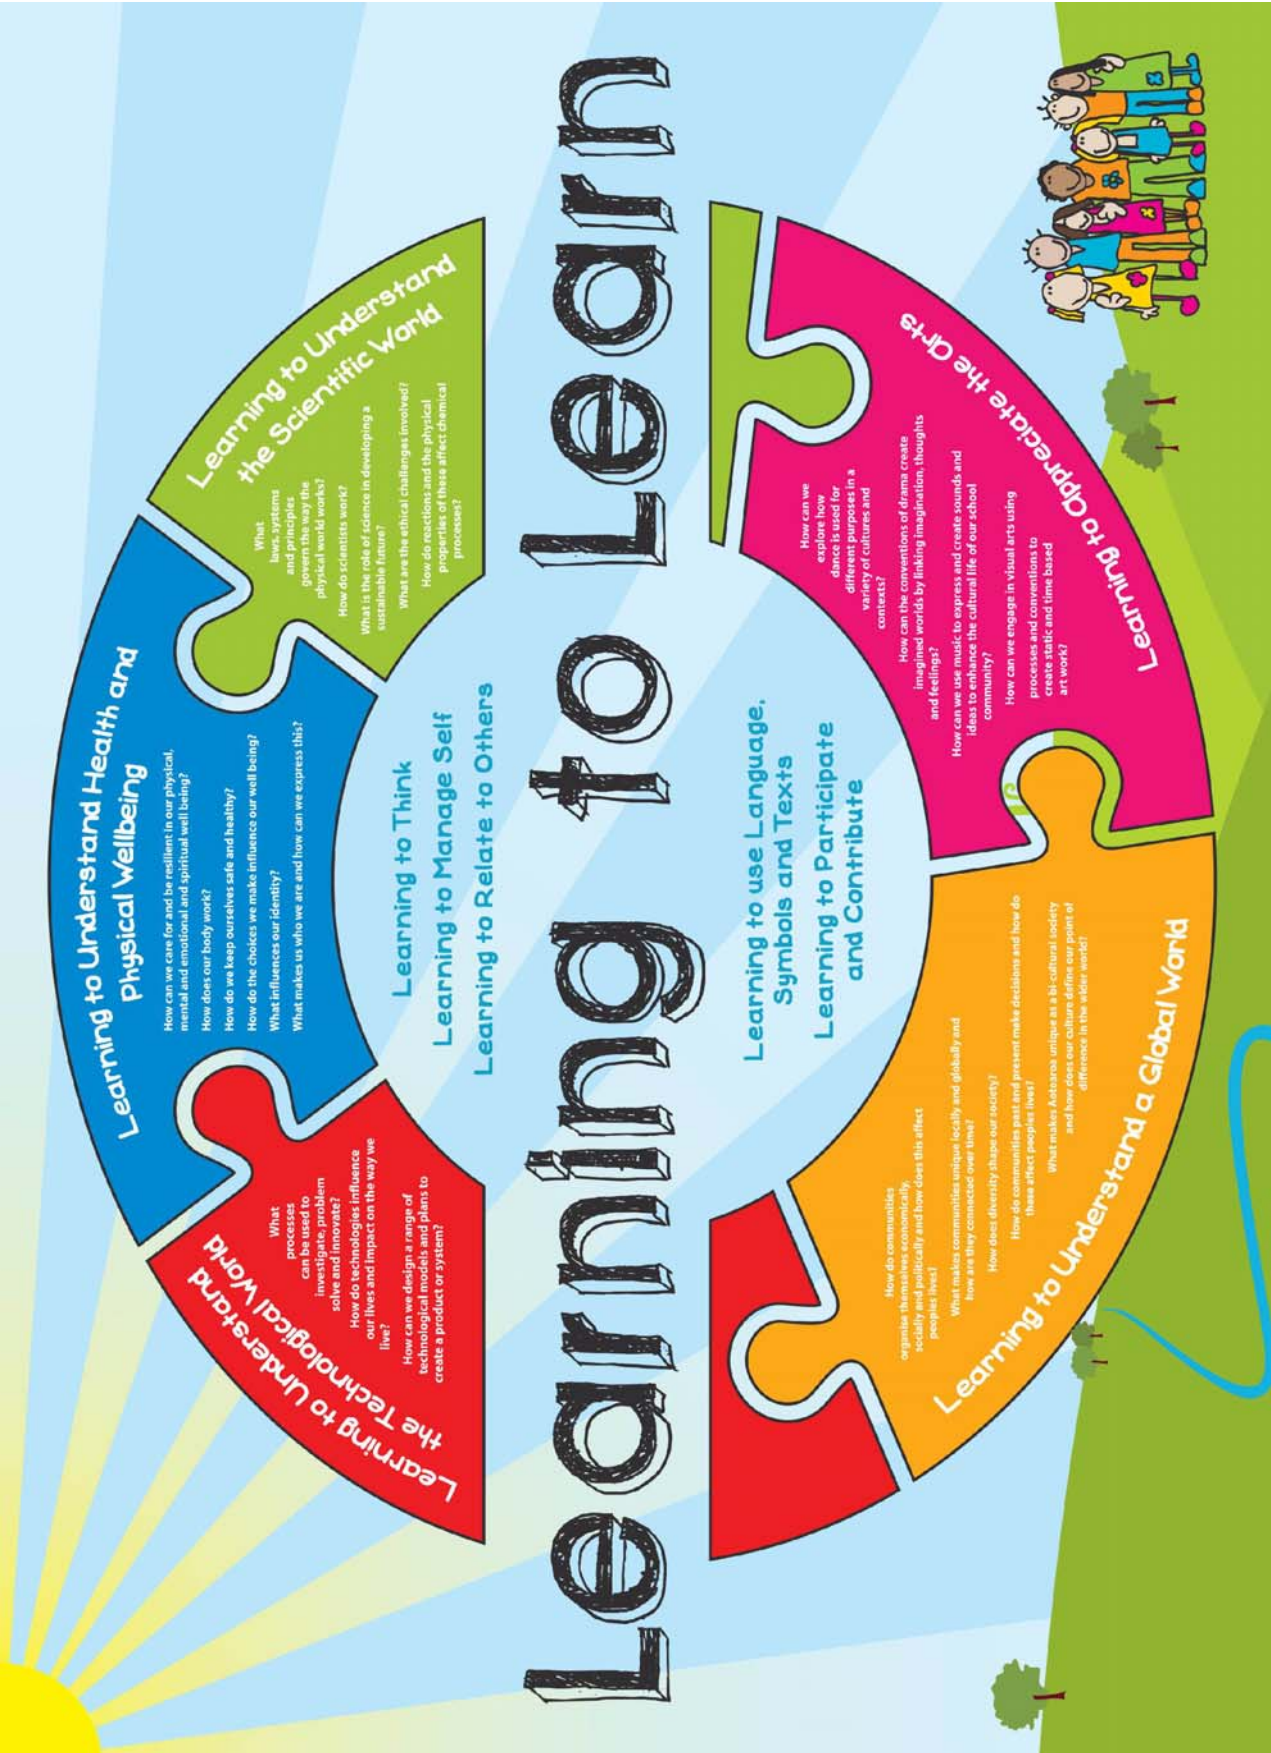 Learning to Understand Health and
Physical Wellbeing
How can we care for and be resilient in our physical,
mental and emotional and spiritual well being?
How does our body work?
How do we keep ourselves safe and healthy?
How do the choices we make influence our well being?
What influences our identity?
What makes us who we are and how can we express this?
Learning to Understand
the Technological World
What
processes
can be used to
investigate, problem
solve and innovate?
How do technologies influence
our lives and impact on the way we
live?
How can we design a range of
technological models and plans to
create a product or system?
Learning to Understand
the Scientific World
What
laws, systems
and principles
govern the way the
physical world works?
How do scientists work?
What is the role of science in developing a
sustainable future?
What are the ethical challenges involved?
How do reactions and the physical
properties of these affect chemical
processes?
Learning to Think
Learning to Manage Self
Learning to Relate to Others
Learning to Learn
Learning to use Language,
Symbols and Texts
Learning to Participate
and Contribute
How do communities
organise themselves economically,
socially and politically and how does this affect
peoples lives?
What makes communities unique locally and globally and
how are they connected over time?
How does diversity shape our society?
How do communities past and present make decisions and how do
these affect peoples lives?
What makes Aotearoa unique as a bi-cultural society
and how does our culture define our point of
difference in the wider world?
Learning to Understand a Global World
How can we
explore how
dance is used for
different purposes in a
variety of cultures and
contexts?
How can the conventions of drama create
imagined worlds by linking imagination, thoughts
and feelings?
How can we use music to express and create sounds and
ideas to enhance the cultural life of our school
community?
How can we engage in visual arts using
processes and conventions to
create static and time based
art work?
Learning to Appreciate the Arts